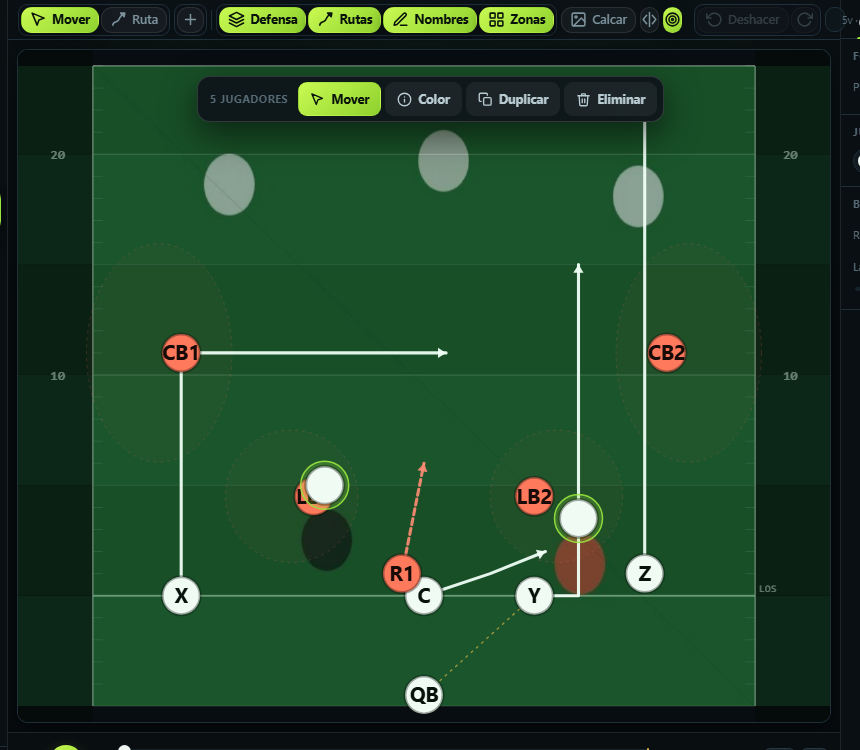 Mover Ruta + Defensa Rutas Nombres Zonas Calcar Deshacer 5v
5 JUGADORES Mover Color Duplicar Eliminar
20 20
CB1 CB2
10 10
LB2
R1 Z
X C Y LOS
QB